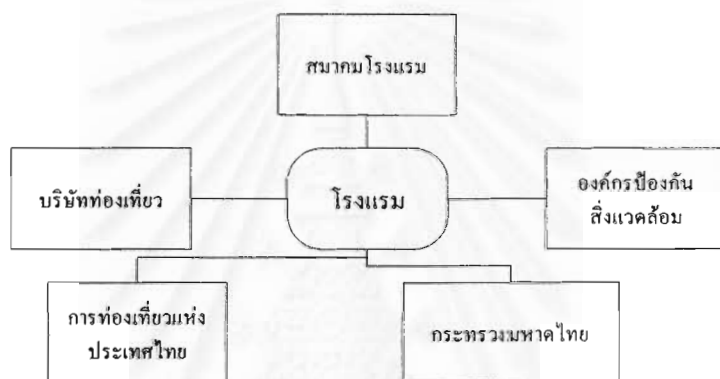 สมาคมโรงแรม
บริษัทท่องเที่ยว
โรงแรม
องค์กรป้องกัน
สิ่งแวดล้อม
การท่องเที่ยวแห่ง
ประเทศไทย
กระทรวงมหาดไทย